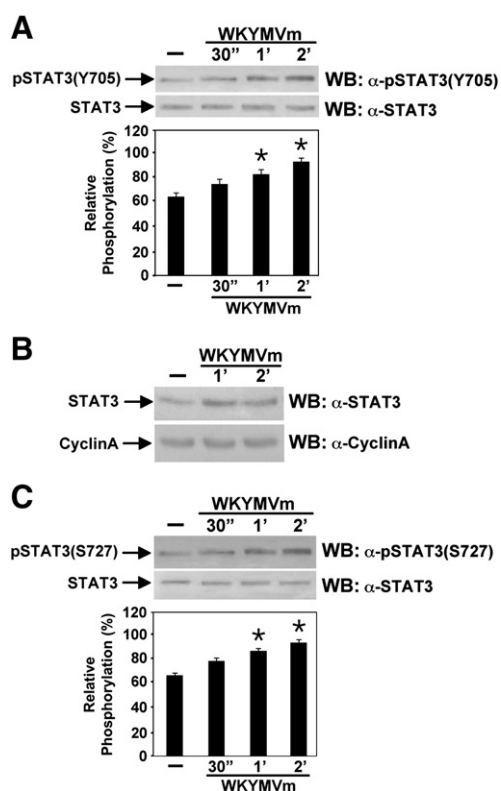 A
WKYMVm
— 30” 1’ 2’
pSTAT3(Y705) WB: α-pSTAT3(Y705)
STAT3 WB: α-STAT3
Relative Phosphorylation (%)
120
100
80
60
40
20
0
* *
— 30” 1’ 2’
WKYMVm
B
WKYMVm
— 1’ 2’
STAT3 WB: α-STAT3
CyclinA WB: α-CyclinA
C
WKYMVm
— 30” 1’ 2’
pSTAT3(S727) WB: α-pSTAT3(S727)
STAT3 WB: α-STAT3
Relative Phosphorylation (%)
120
100
80
60
40
20
0
* *
— 30” 1’ 2’
WKYMVm